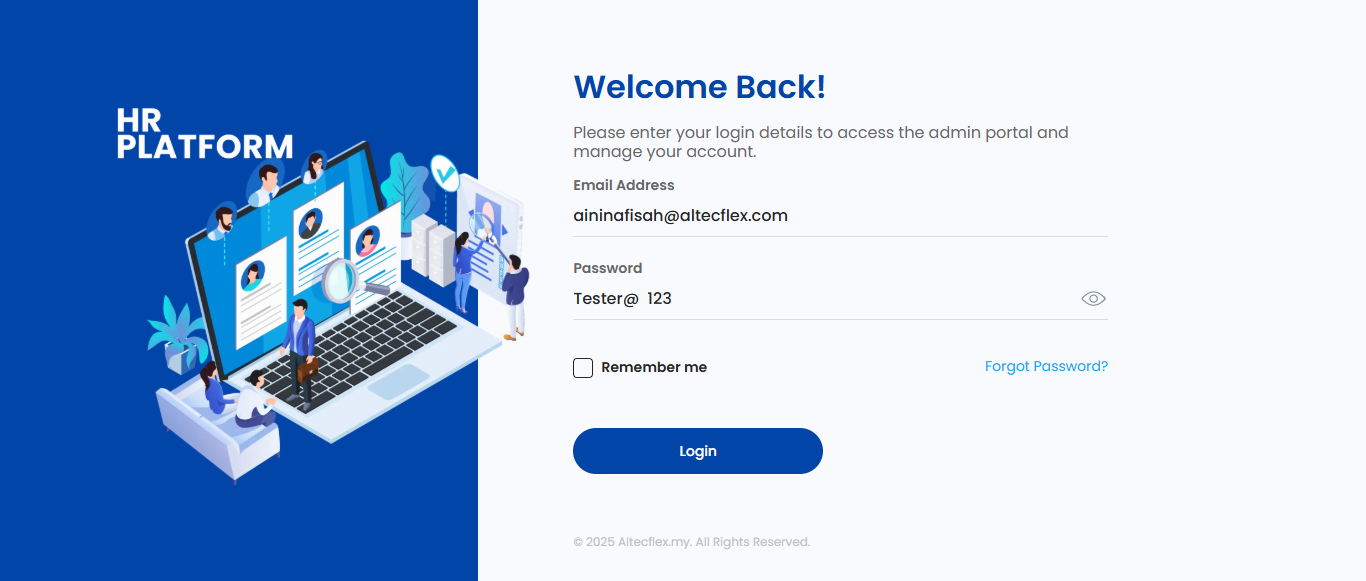 HR
PLATFORM
Welcome Back!
Please enter your login details to access the admin portal and
manage your account.
Email Address
aininafisah@altecflex.com
Password
Tester@  123
Remember me
Forgot Password?
Login
© 2025 Altecflex.my. All Rights Reserved.